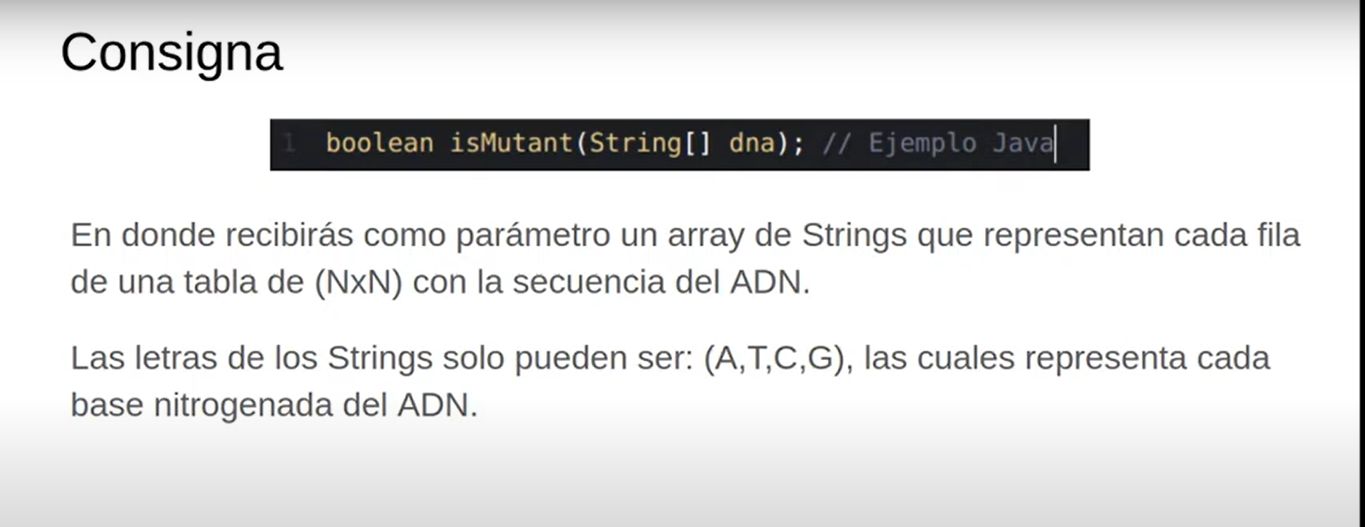 Consigna
1 boolean isMutant(String[] dna); // Ejemplo Java
En donde recibirás como parámetro un array de Strings que representan cada fila
de una tabla de (NxN) con la secuencia del ADN.
Las letras de los Strings solo pueden ser: (A,T,C,G), las cuales representa cada
base nitrogenada del ADN.